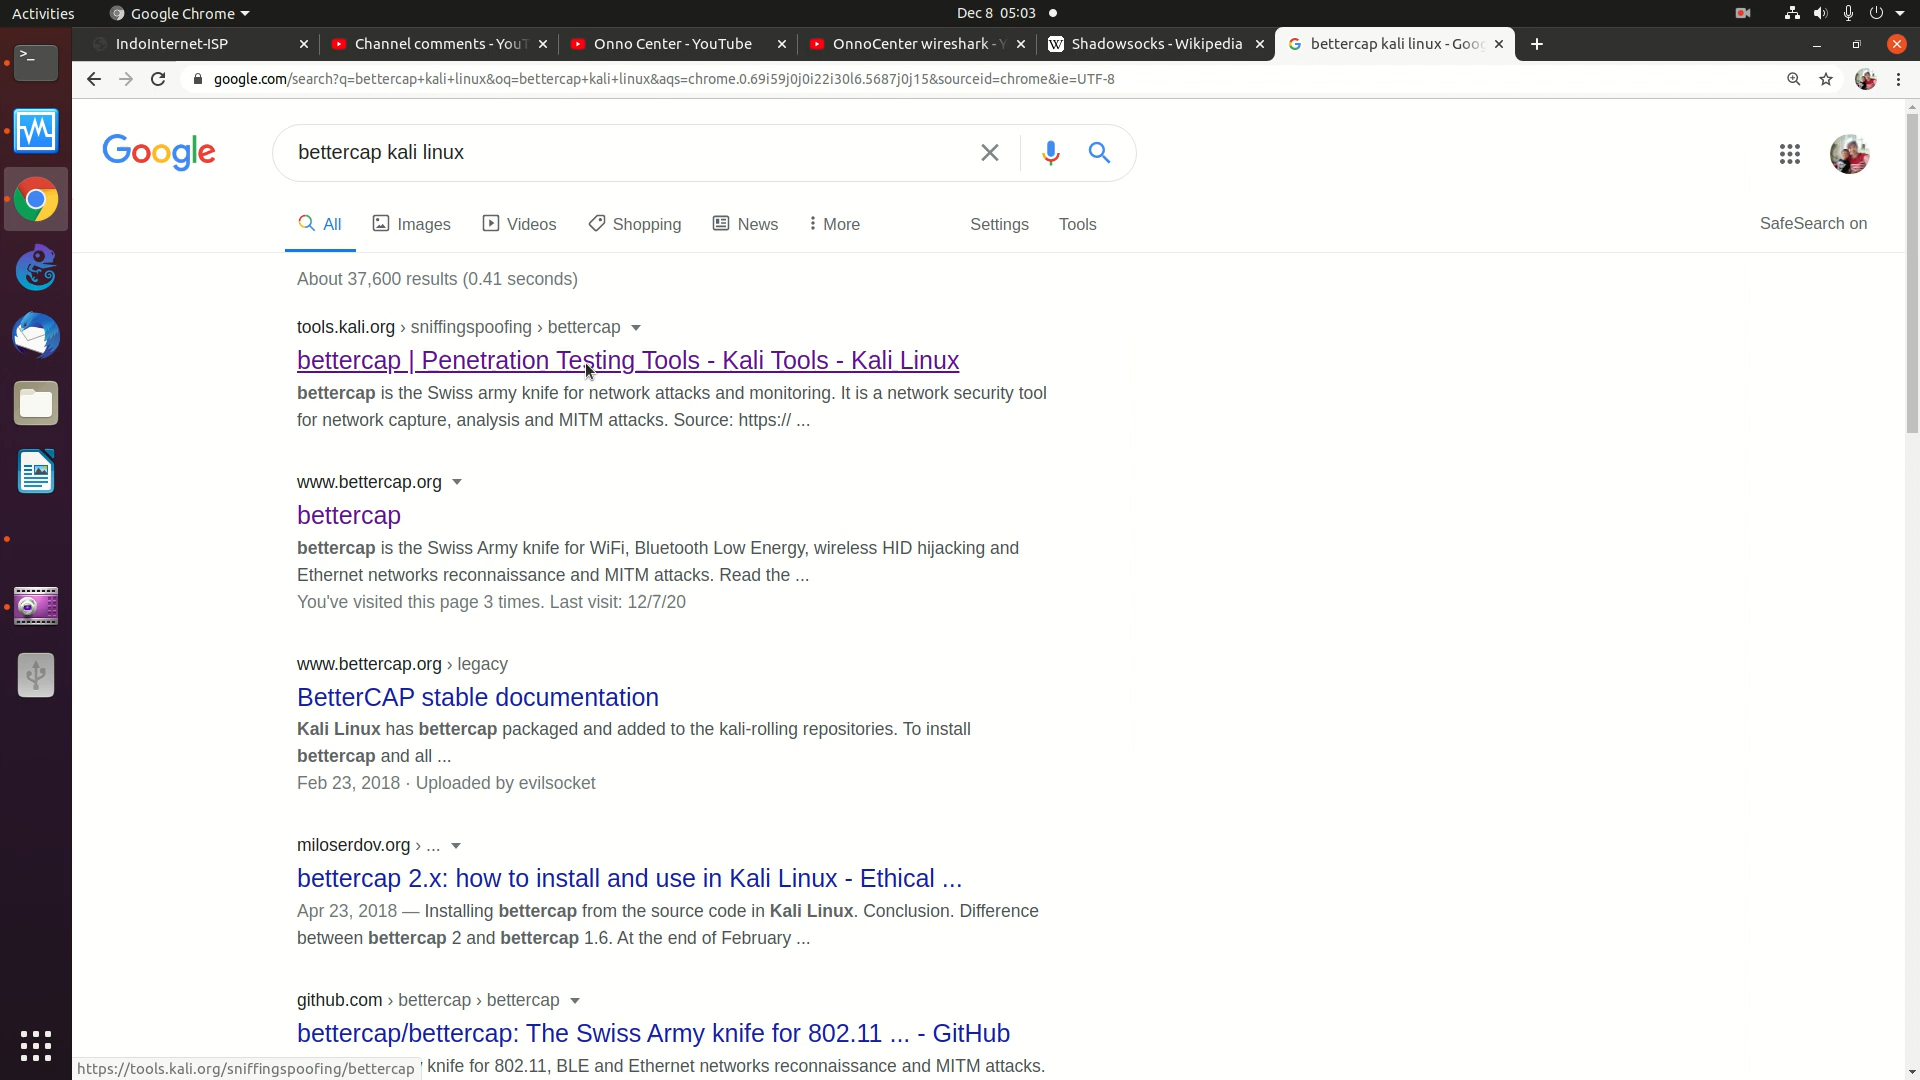 Activities
Google Chrome
Dec 8 05:03
IndoInternet-ISP
Channel comments - YouT
Onno Center - YouTube
OnnoCenter wireshark - Y
Shadowsocks - Wikipedia
bettercap kali linux - Goog
google.com/search?q=bettercap+kali+linux&oq=bettercap+kali+linux&aqs=chrome.0.69i59j0j0i22i30l6.5687j0j15&sourceid=chrome&ie=UTF-8
Google
bettercap kali linux
All
Images
Videos
Shopping
News
More
Settings
Tools
SafeSearch on
About 37,600 results (0.41 seconds)
tools.kali.org › sniffingspoofing › bettercap
bettercap | Penetration Testing Tools - Kali Tools - Kali Linux
bettercap is the Swiss army knife for network attacks and monitoring. It is a network security tool
for network capture, analysis and MITM attacks. Source: https:// ...
www.bettercap.org
bettercap
bettercap is the Swiss Army knife for WiFi, Bluetooth Low Energy, wireless HID hijacking and
Ethernet networks reconnaissance and MITM attacks. Read the ...
You've visited this page 3 times. Last visit: 12/7/20
www.bettercap.org › legacy
BetterCAP stable documentation
Kali Linux has bettercap packaged and added to the kali-rolling repositories. To install
bettercap and all ...
Feb 23, 2018 · Uploaded by evilsocket
miloserdov.org › ...
bettercap 2.x: how to install and use in Kali Linux - Ethical ...
Apr 23, 2018 — Installing bettercap from the source code in Kali Linux. Conclusion. Difference
between bettercap 2 and bettercap 1.6. At the end of February ...
github.com › bettercap › bettercap
bettercap/bettercap: The Swiss Army knife for 802.11 ... - GitHub
knife for 802.11, BLE and Ethernet networks reconnaissance and MITM attacks.
https://tools.kali.org/sniffingspoofing/bettercap